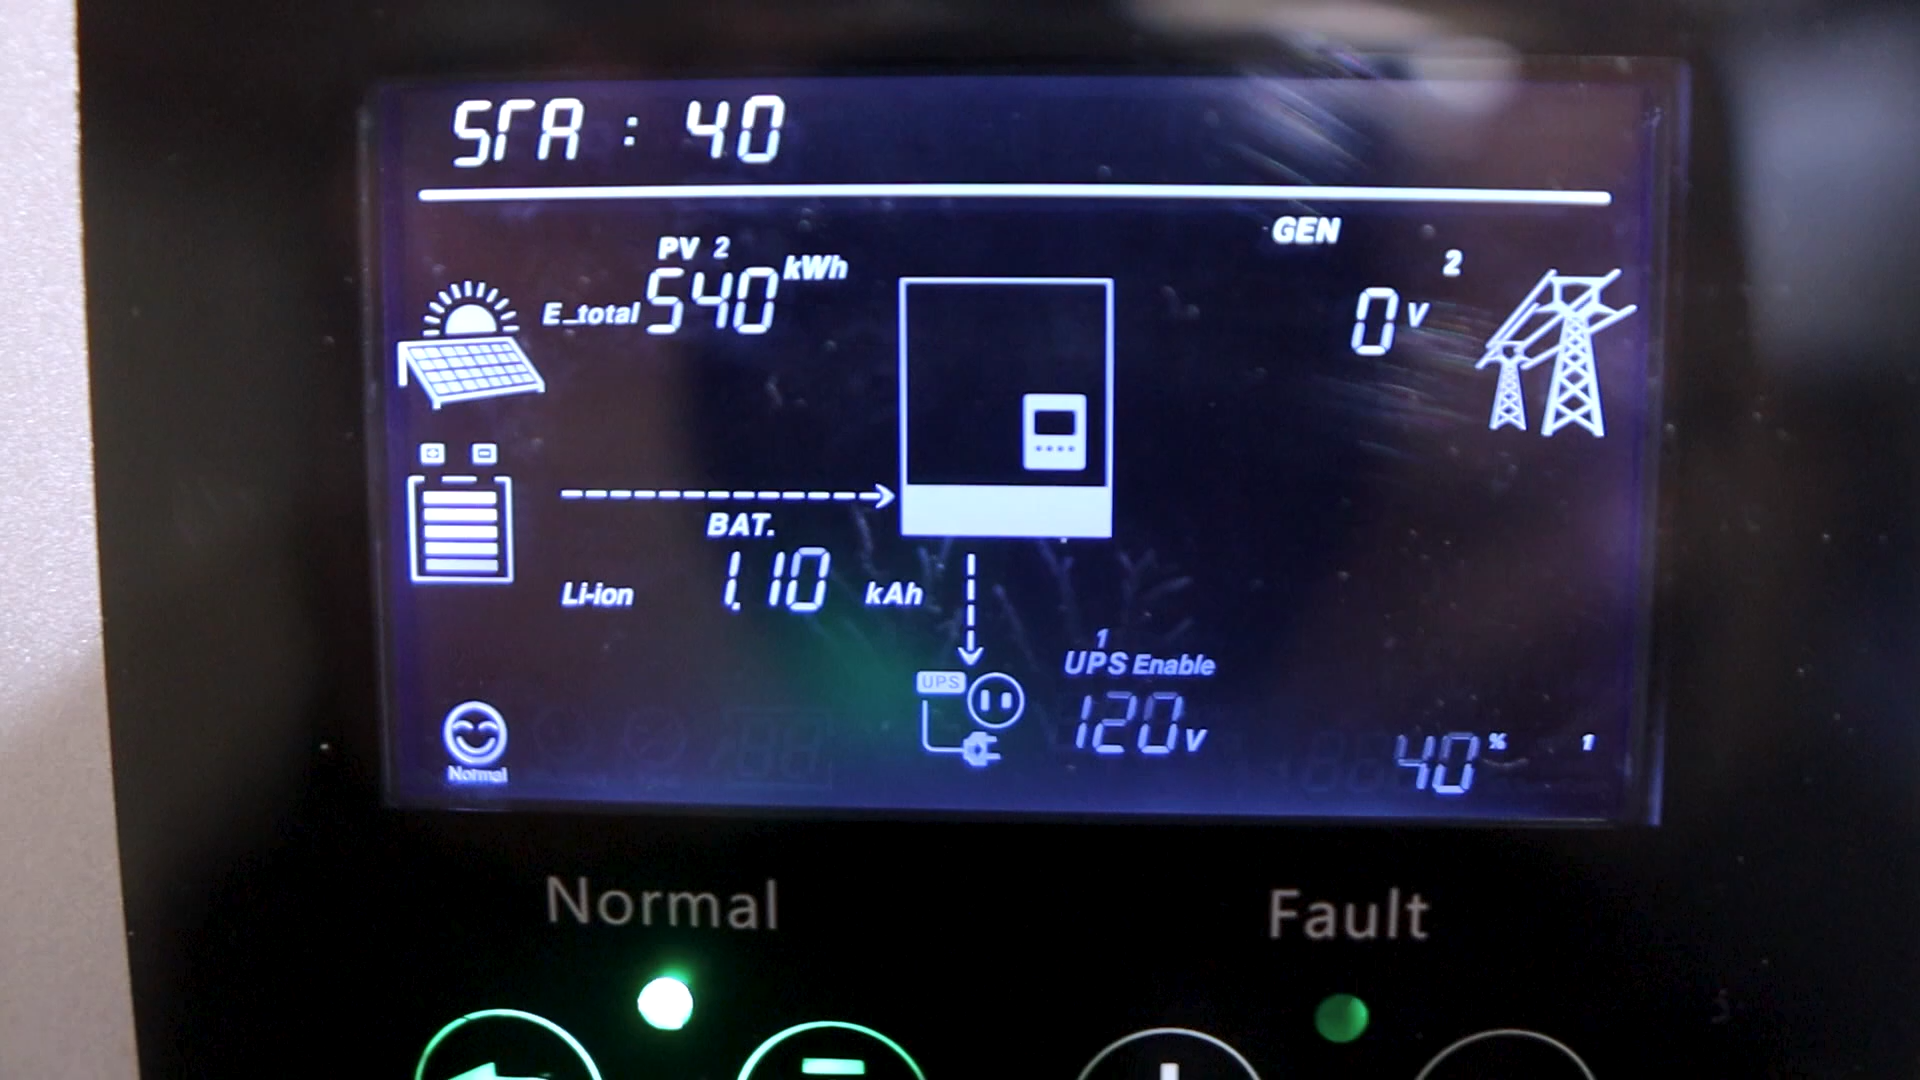 STA : 40
PV 2
E_total 540 kWh
GEN
2
0 V
BAT.
Li-ion 1.10 kAh
1
UPS Enable
UPS
120 V
40 % 1
Normal
Normal Fault